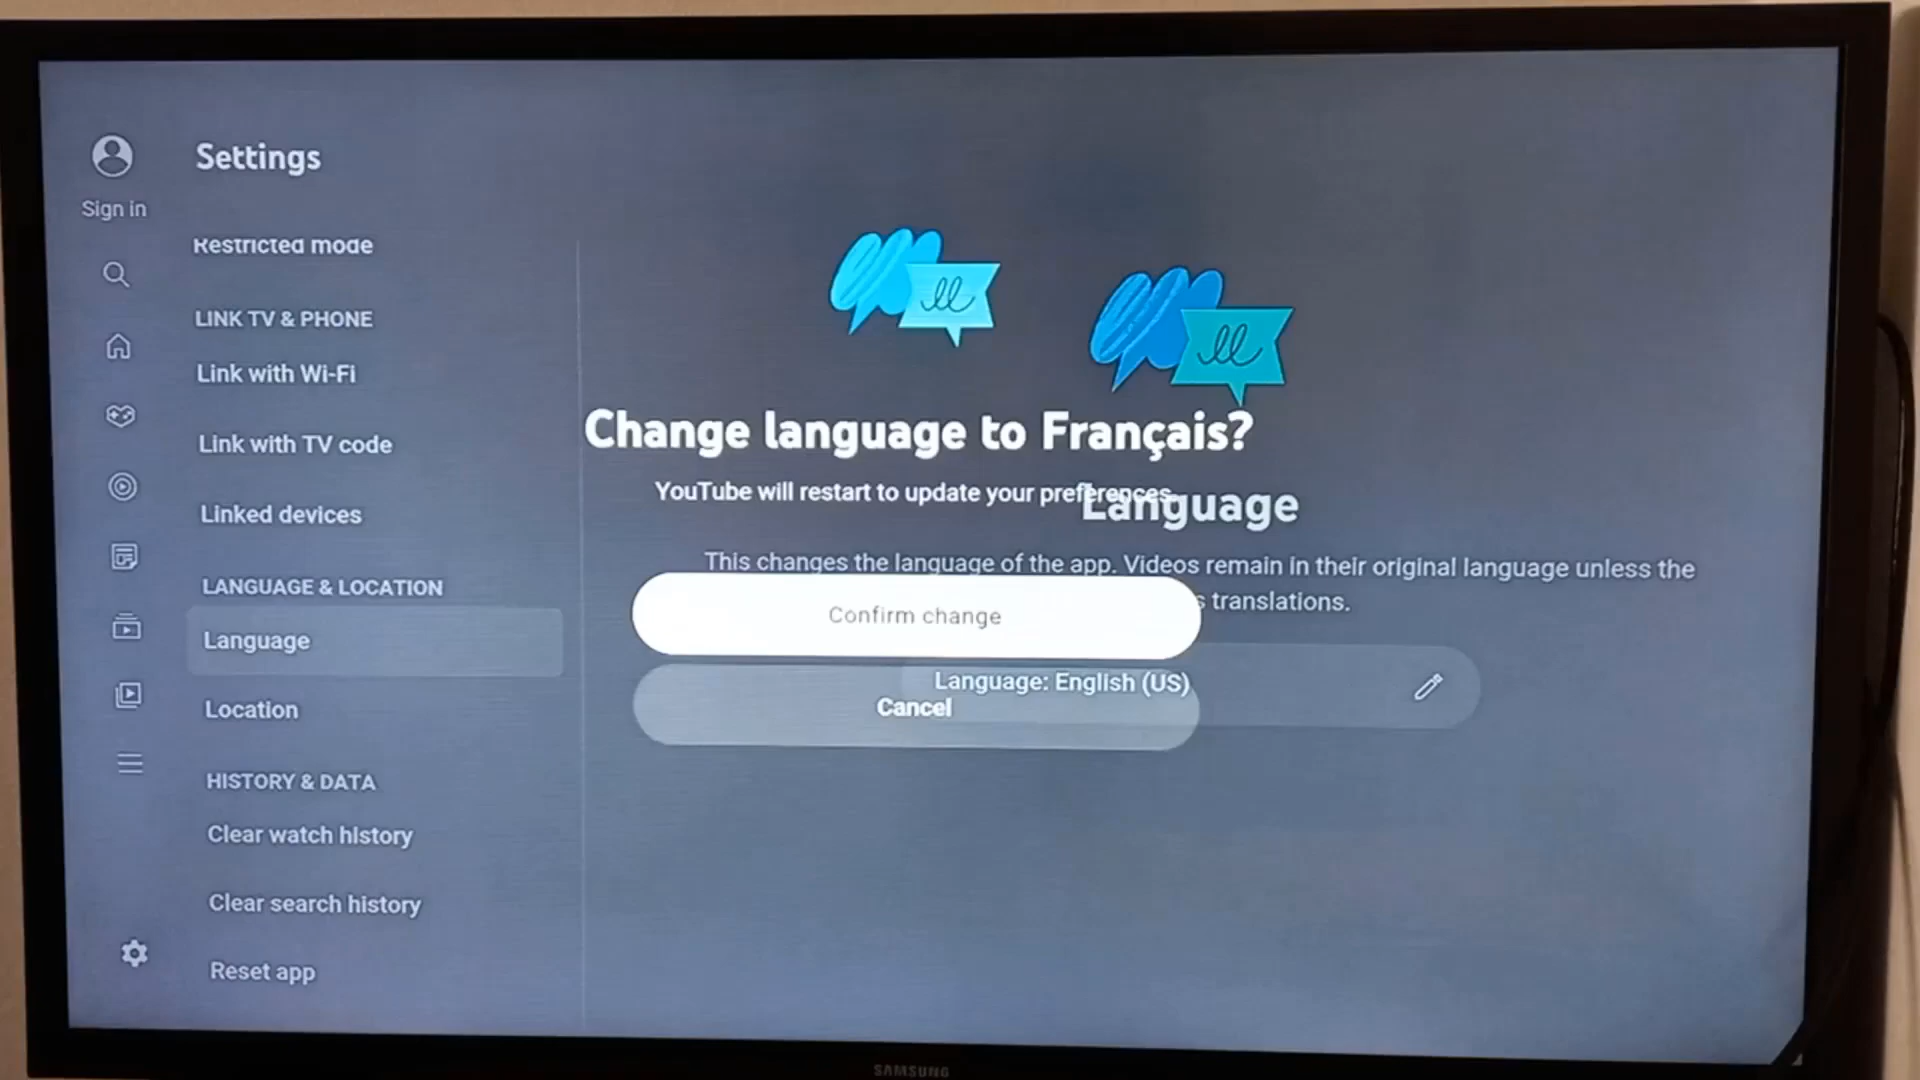 Settings
Sign in
Restricted mode
LINK TV & PHONE
Link with Wi-Fi
Link with TV code
Linked devices
LANGUAGE & LOCATION
Language
Location
HISTORY & DATA
Clear watch history
Clear search history
Reset app
Change language to Français?
YouTube will restart to update your preferences.
Language
This changes the language of the app. Videos remain in their original language unless the
translations.
Confirm change
Language: English (US)
Cancel
SAMSUNG